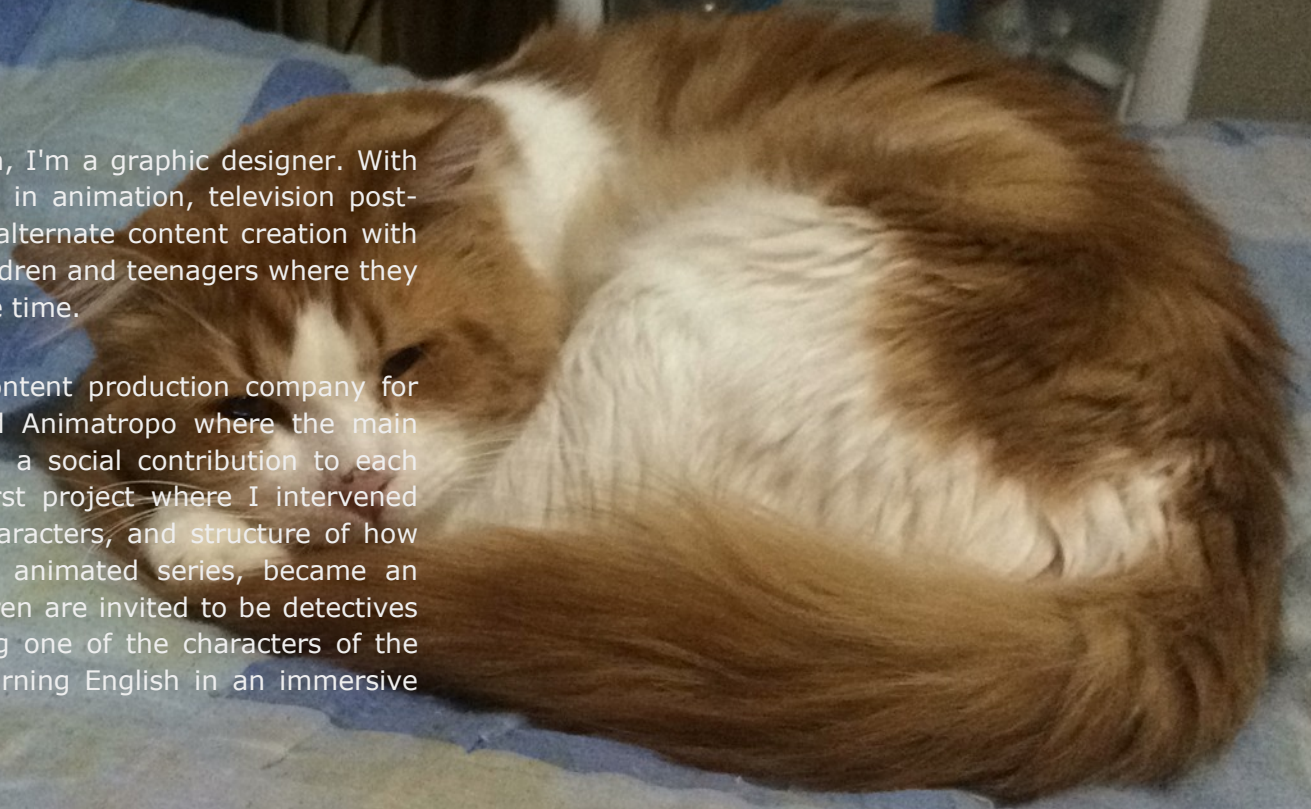 , I'm a graphic designer. With
in animation, television post-
alternate content creation with
dren and teenagers where they
e time.
ontent production company for
Animatropo where the main
a social contribution to each
rst project where I intervened
aracters, and structure of how
animated series, became an
ren are invited to be detectives
g one of the characters of the
rning English in an immersive